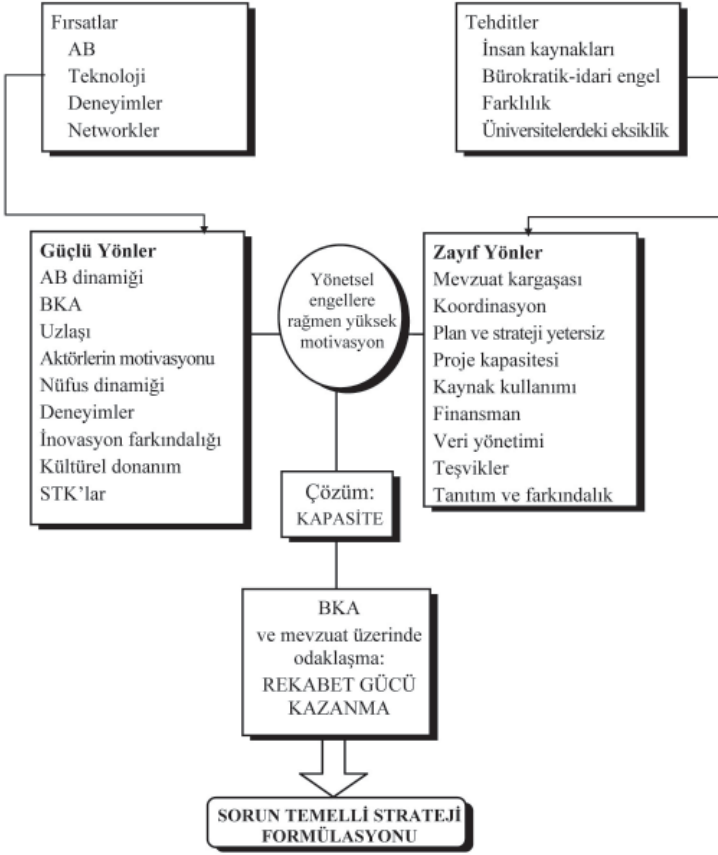 Fırsatlar
AB
Teknoloji
Deneyimler
Networkler
Tehditler
İnsan kaynakları
Bürokratik-idari engel
Farklılık
Üniversitelerdeki eksiklik
Güçlü Yönler
AB dinamiği
BKA
Uzlaşı
Aktörlerin motivasyonu
Nüfus dinamiği
Deneyimler
İnovasyon farkındalığı
Kültürel donanım
STK’lar
Yönetsel
engellere
rağmen yüksek
motivasyon
Zayıf Yönler
Mevzuat kargaşası
Koordinasyon
Plan ve strateji yetersiz
Proje kapasitesi
Kaynak kullanımı
Finansman
Veri yönetimi
Teşvikler
Tanıtım ve farkındalık
Çözüm:
KAPASİTE
BKA
ve mevzuat üzerinde
odaklaşma:
REKABET GÜCÜ
KAZANMA
SORUN TEMELLİ STRATEJİ
FORMÜLASYONU